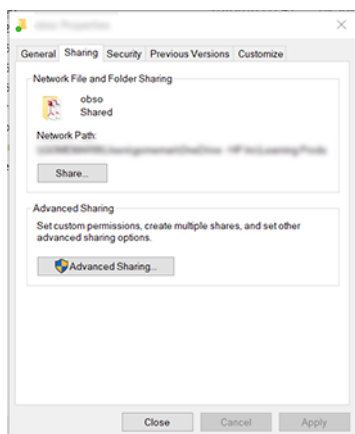 General Sharing Security Previous Versions Customize
Network File and Folder Sharing
obso
Shared
Network Path:
Share...
Advanced Sharing
Set custom permissions, create multiple shares, and set other
advanced sharing options.
Advanced Sharing...
Close Cancel Apply